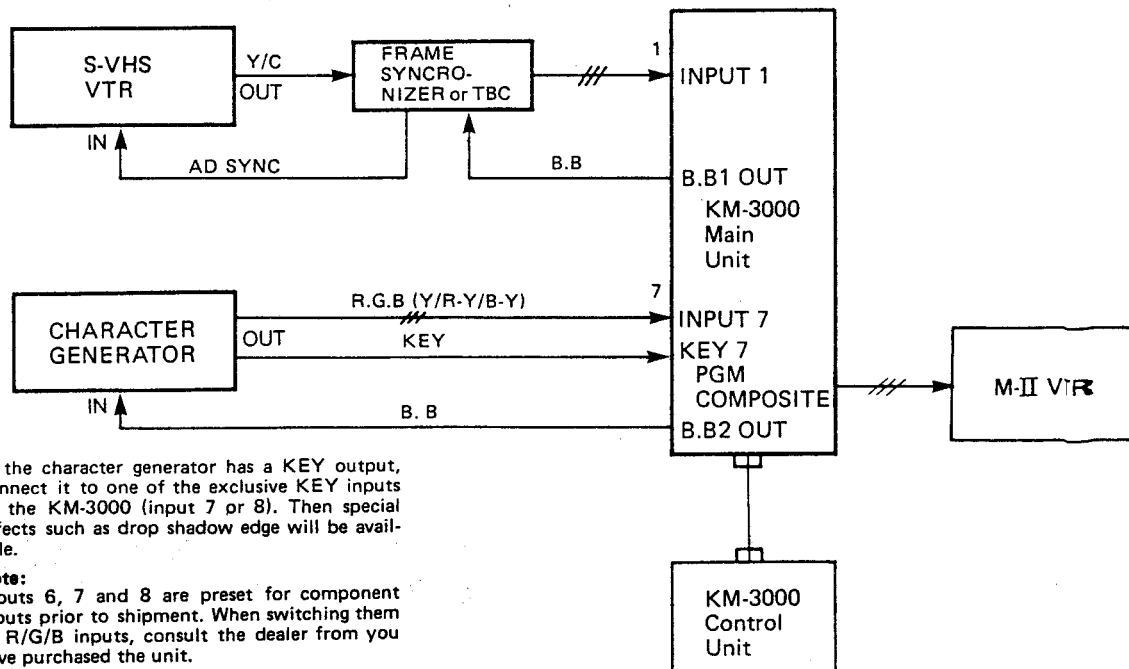 S-VHS
VTR
Y/C
OUT
IN
AD SYNC
FRAME
SYNCRO-
NIZER or TBC
B.B
1
INPUT 1
B.B1 OUT
KM-3000
Main
Unit
CHARACTER
GENERATOR
R.G.B (Y/R-Y/B-Y)
OUT
KEY
IN
B. B
7
INPUT 7
KEY 7
PGM
COMPOSITE
B.B2 OUT
M-II VTR
the character generator has a KEY output,
nnect it to one of the exclusive KEY inputs
the KM-3000 (input 7 or 8). Then special
fects such as drop shadow edge will be avail-
le.
ote:
outs 6, 7 and 8 are preset for component
outs prior to shipment. When switching them
R/G/B inputs, consult the dealer from you
ve purchased the unit.
KM-3000
Control
Unit